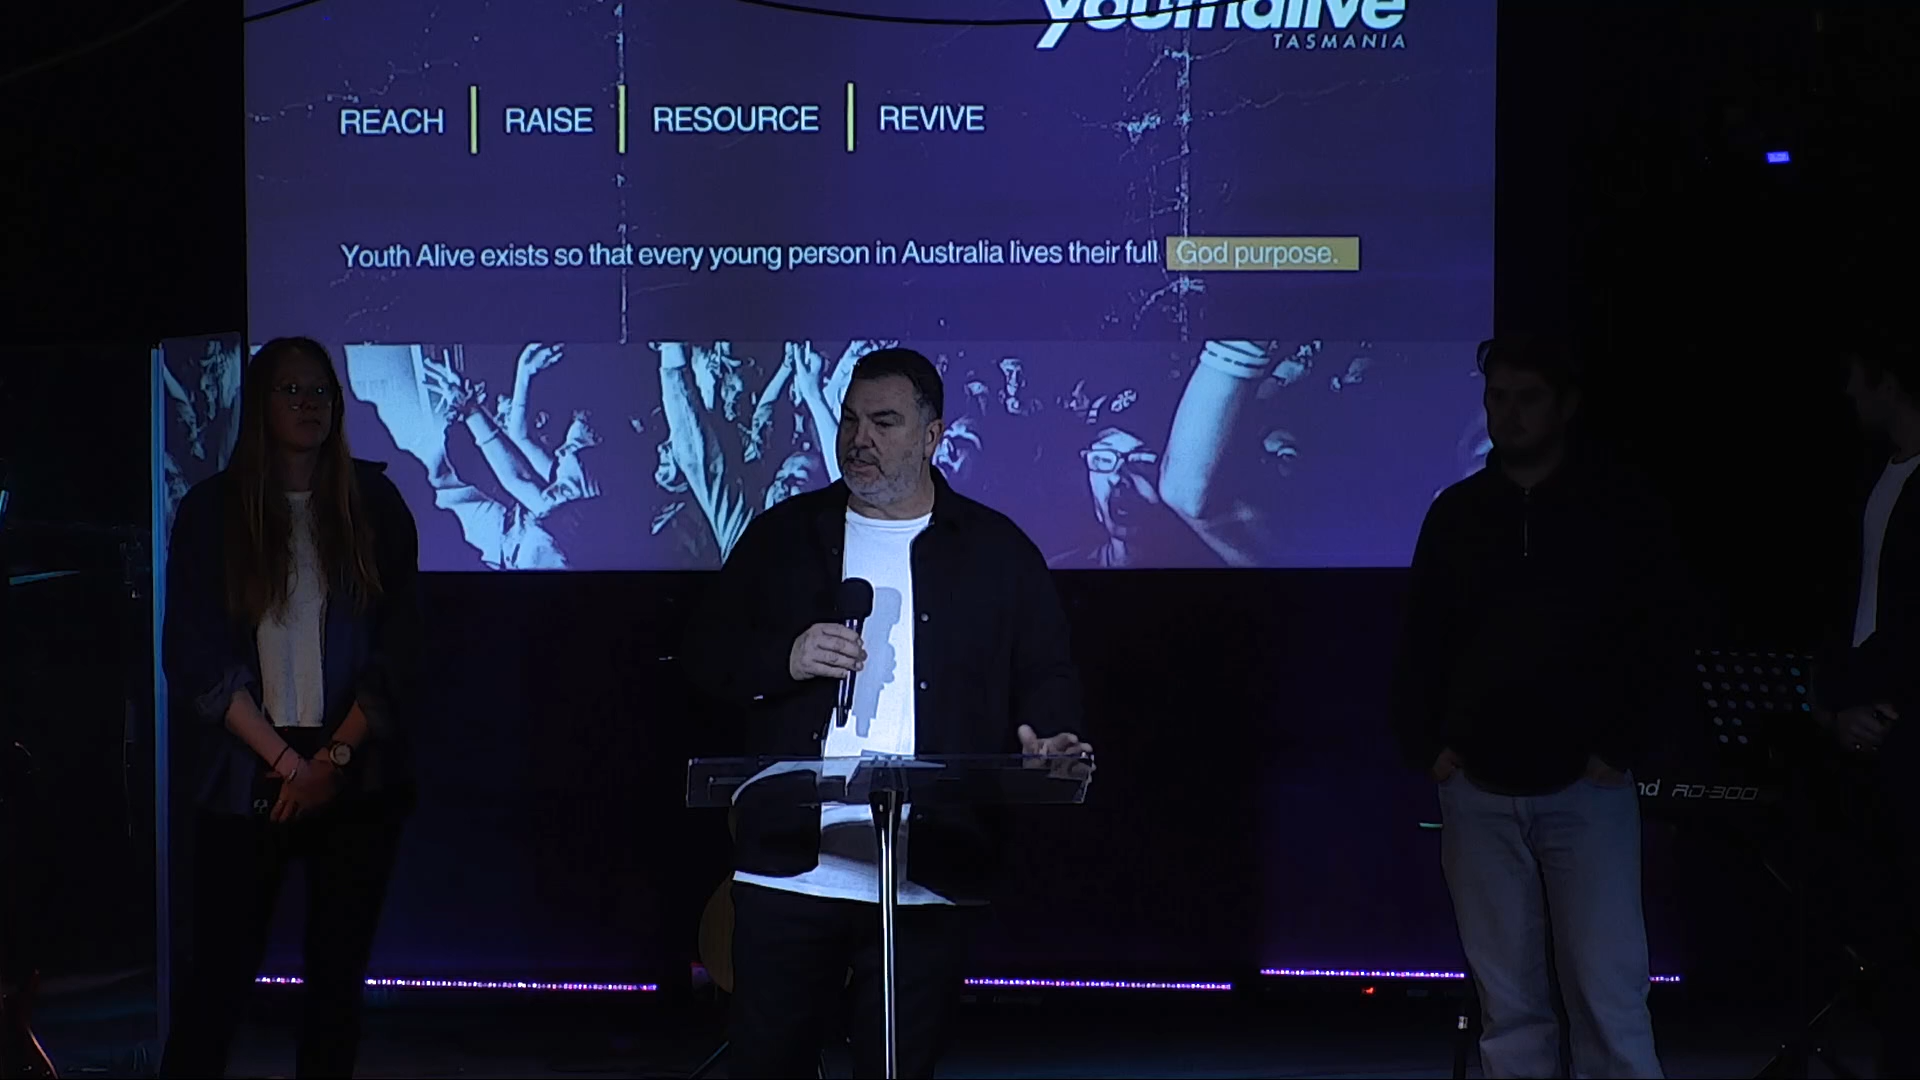 youthalive
TASMANIA
REACH | RAISE | RESOURCE | REVIVE
Youth Alive exists so that every young person in Australia lives their full God purpose.
RD-300